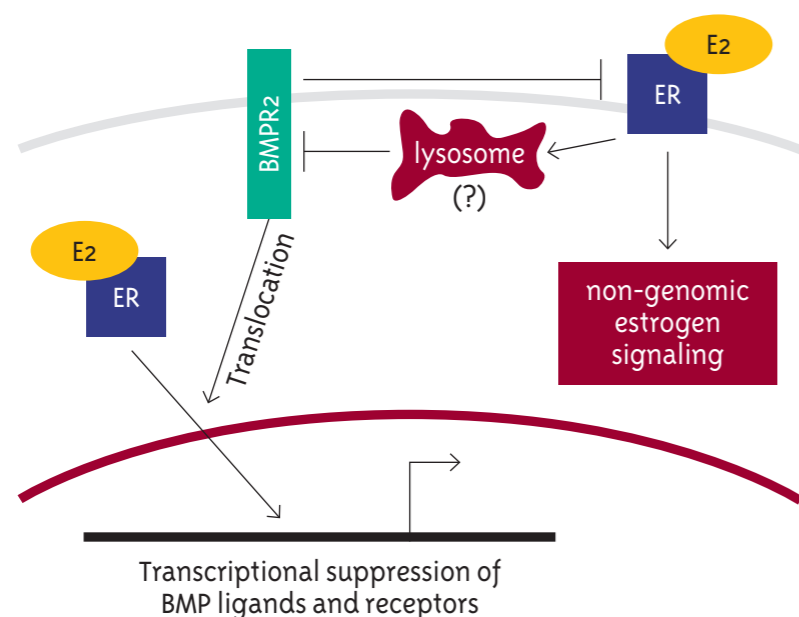 E2
ER
BMPR2
lysosome
(?)
E2
ER
Translocation
non-genomic
estrogen
signaling
Transcriptional suppression of
BMP ligands and receptors